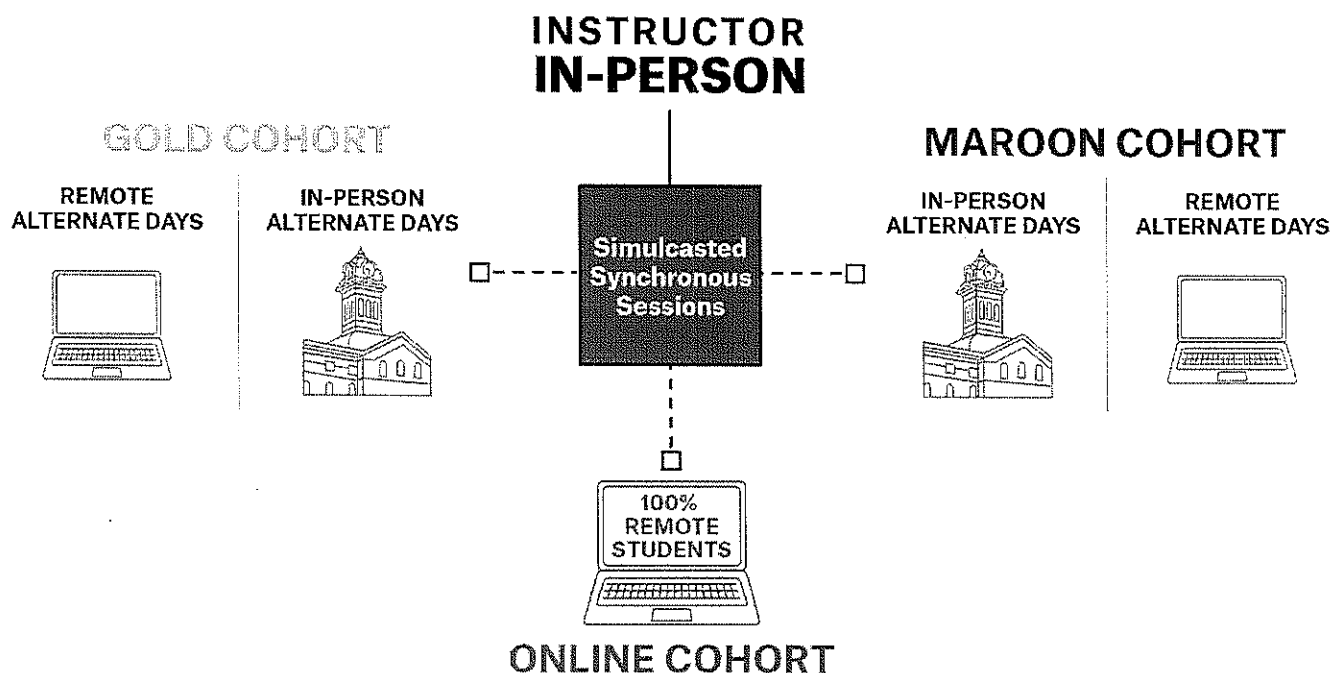 INSTRUCTOR
IN-PERSON
GOLD COHORT
REMOTE
ALTERNATE DAYS
IN-PERSON
ALTERNATE DAYS
Simulcasted
Synchronous
Sessions
MAROON COHORT
IN-PERSON
ALTERNATE DAYS
REMOTE
ALTERNATE DAYS
100%
REMOTE
STUDENTS
ONLINE COHORT